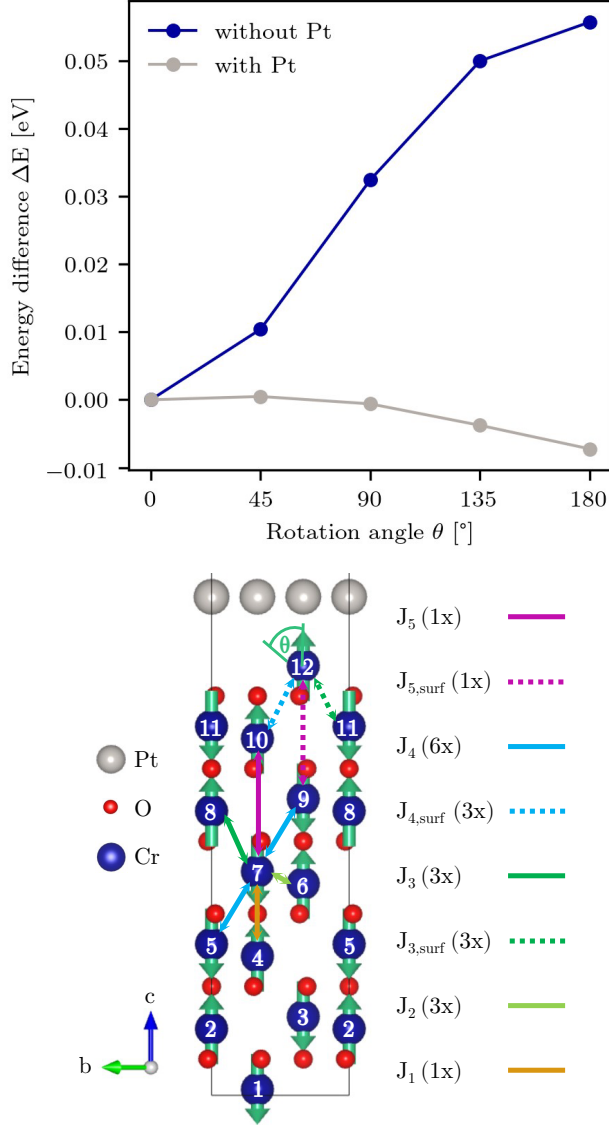 without Pt
with Pt
Energy difference ΔE [eV]
0.05
0.04
0.03
0.02
0.01
0.00
−0.01
0
45
90
135
180
Rotation angle θ [°]
θ
12
11
10
11
8
9
8
7
6
5
4
5
2
3
2
1
Pt
O
Cr
c
b
J₅ (1x)
J₅,surf (1x)
J₄ (6x)
J₄,surf (3x)
J₃ (3x)
J₃,surf (3x)
J₂ (3x)
J₁ (1x)